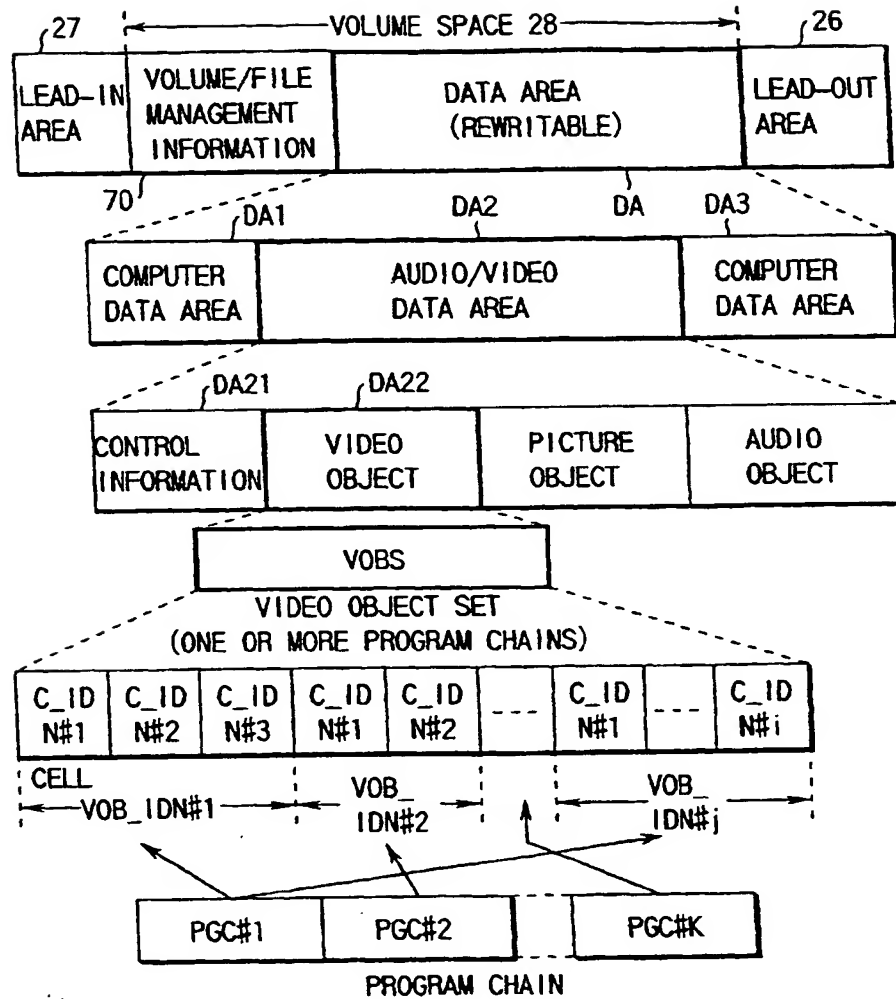 27
VOLUME SPACE 28
26
LEAD-IN
AREA
VOLUME/FILE
MANAGEMENT
INFORMATION
DATA AREA
(REWRITABLE)
LEAD-OUT
AREA
70
DA1
DA2
DA
DA3
COMPUTER
DATA AREA
AUDIO/VIDEO
DATA AREA
COMPUTER
DATA AREA
DA21
DA22
CONTROL
INFORMATION
VIDEO
OBJECT
PICTURE
OBJECT
AUDIO
OBJECT
VOBS
VIDEO OBJECT SET
(ONE OR MORE PROGRAM CHAINS)
C_ID
N#1
C_ID
N#2
C_ID
N#3
C_ID
N#1
C_ID
N#2
C_ID
N#1
C_ID
N#i
CELL
VOB_IDN#1
VOB_
IDN#2
VOB_
IDN#j
PGC#1
PGC#2
PGC#K
PROGRAM CHAIN